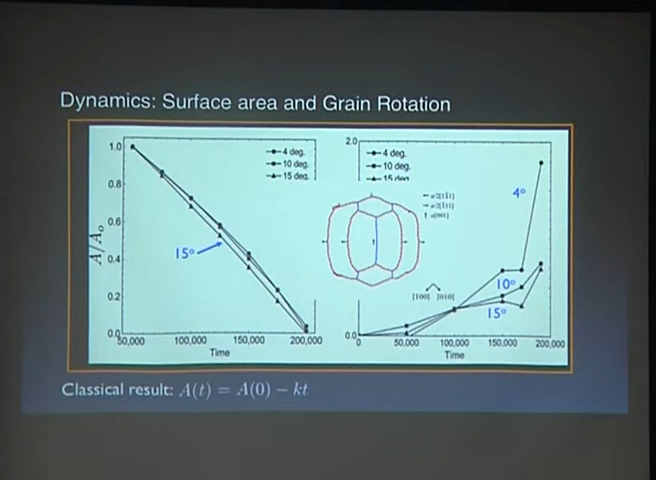 Dynamics: Surface area and Grain Rotation
1.0
0.8
0.6
0.4
0.2
0.0
A/A₀
4 deg.
10 deg.
15 deg.
15°
50,000 100,000 150,000 200,000
Time
2.0
0.0
4 deg.
10 deg.
15 deg.
4°
10°
15°
[100] [010]
0 50,000 100,000 150,000 200,000
Time
Classical result: A(t) = A(0) − kt